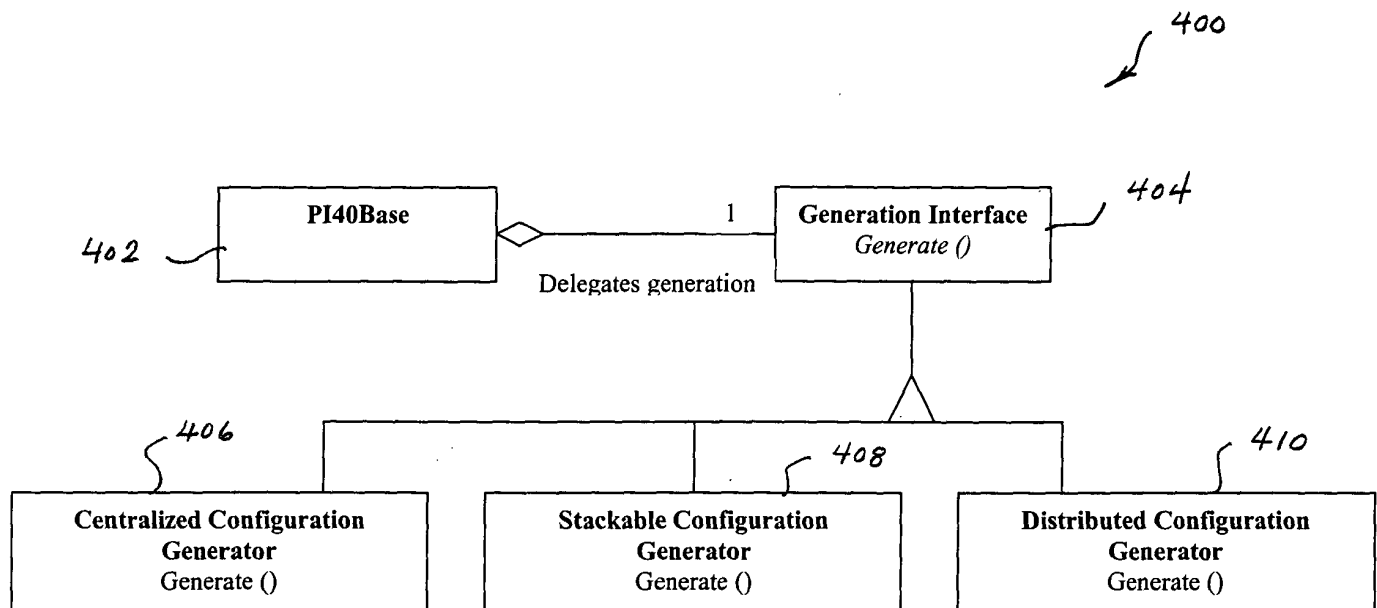 400
PI40Base
402
1
Delegates generation
Generation Interface
Generate ()
404
406
Centralized Configuration
Generator
Generate ()
408
Stackable Configuration
Generator
Generate ()
410
Distributed Configuration
Generator
Generate ()